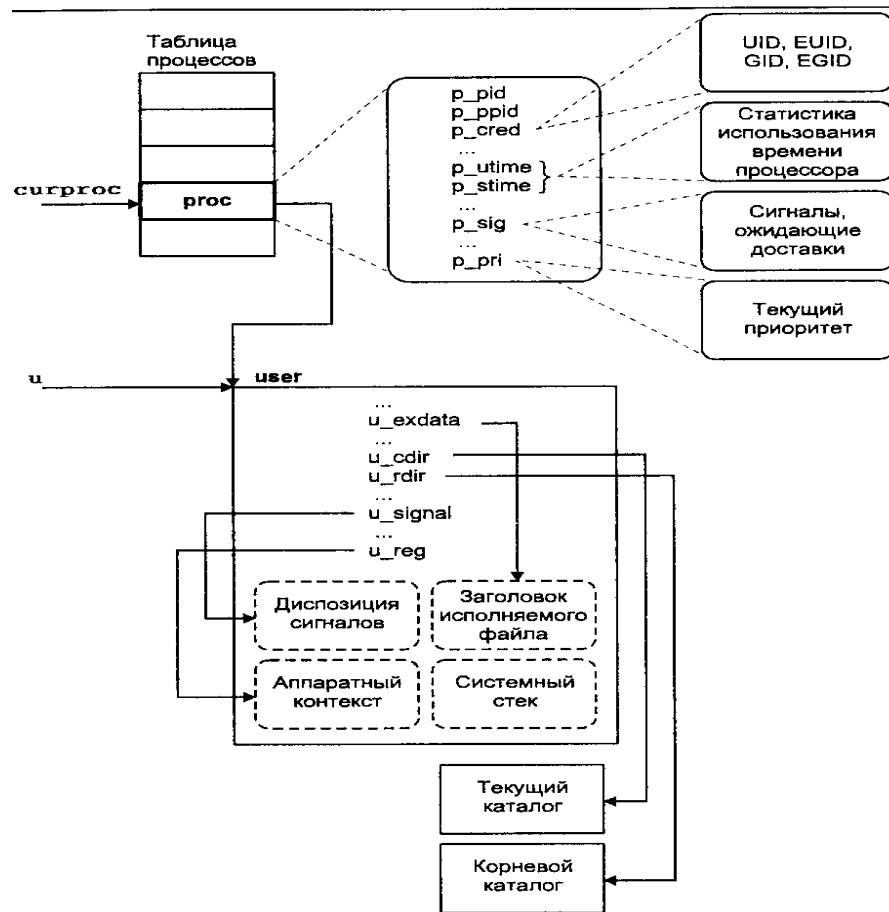 Таблица
процессов
curproc
proc
p_pid
p_ppid
p_cred
...
p_utime
p_stime
...
p_sig
...
p_pri
UID, EUID,
GID, EGID
Статистика
использования
времени
процессора
Сигналы,
ожидающие
доставки
Текущий
приоритет
u
user
...
u_exdata
...
u_cdir
u_rdir
...
u_signal
...
u_reg
Диспозиция
сигналов
Заголовок
исполняемого
файла
Аппаратный
контекст
Системный
стек
Текущий
каталог
Корневой
каталог